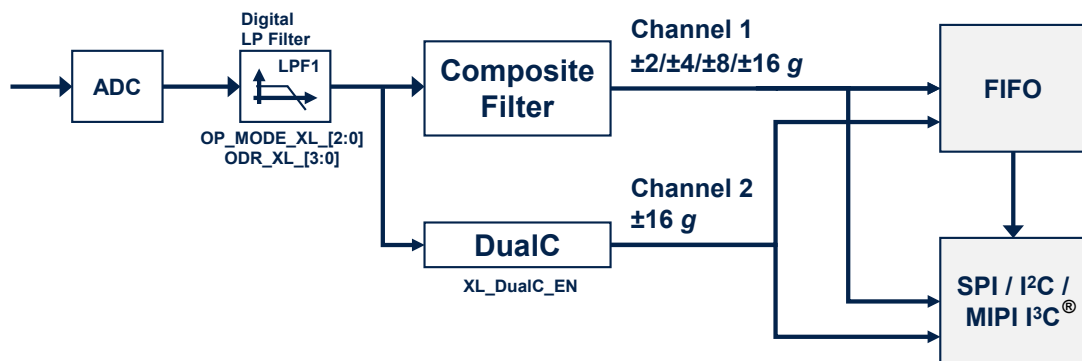 Digital
LP Filter
ADC
LPF1
OP_MODE_XL_[2:0]
ODR_XL_[3:0]
Composite
Filter
Channel 1
±2/±4/±8/±16 g
FIFO
DualC
XL_DualC_EN
Channel 2
±16 g
SPI / I²C /
MIPI I³C®